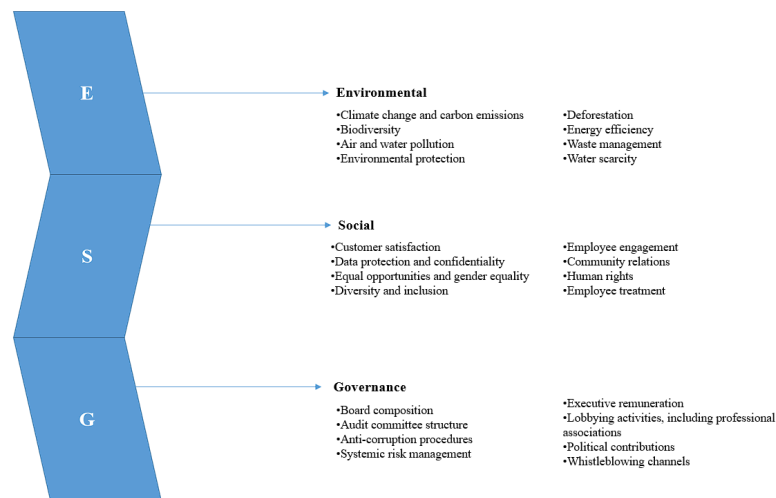 E
Environmental
•Climate change and carbon emissions
•Biodiversity
•Air and water pollution
•Environmental protection
•Deforestation
•Energy efficiency
•Waste management
•Water scarcity
S
Social
•Customer satisfaction
•Data protection and confidentiality
•Equal opportunities and gender equality
•Diversity and inclusion
•Employee engagement
•Community relations
•Human rights
•Employee treatment
G
Governance
•Board composition
•Audit committee structure
•Anti-corruption procedures
•Systemic risk management
•Executive remuneration
•Lobbying activities, including professional
associations
•Political contributions
•Whistleblowing channels